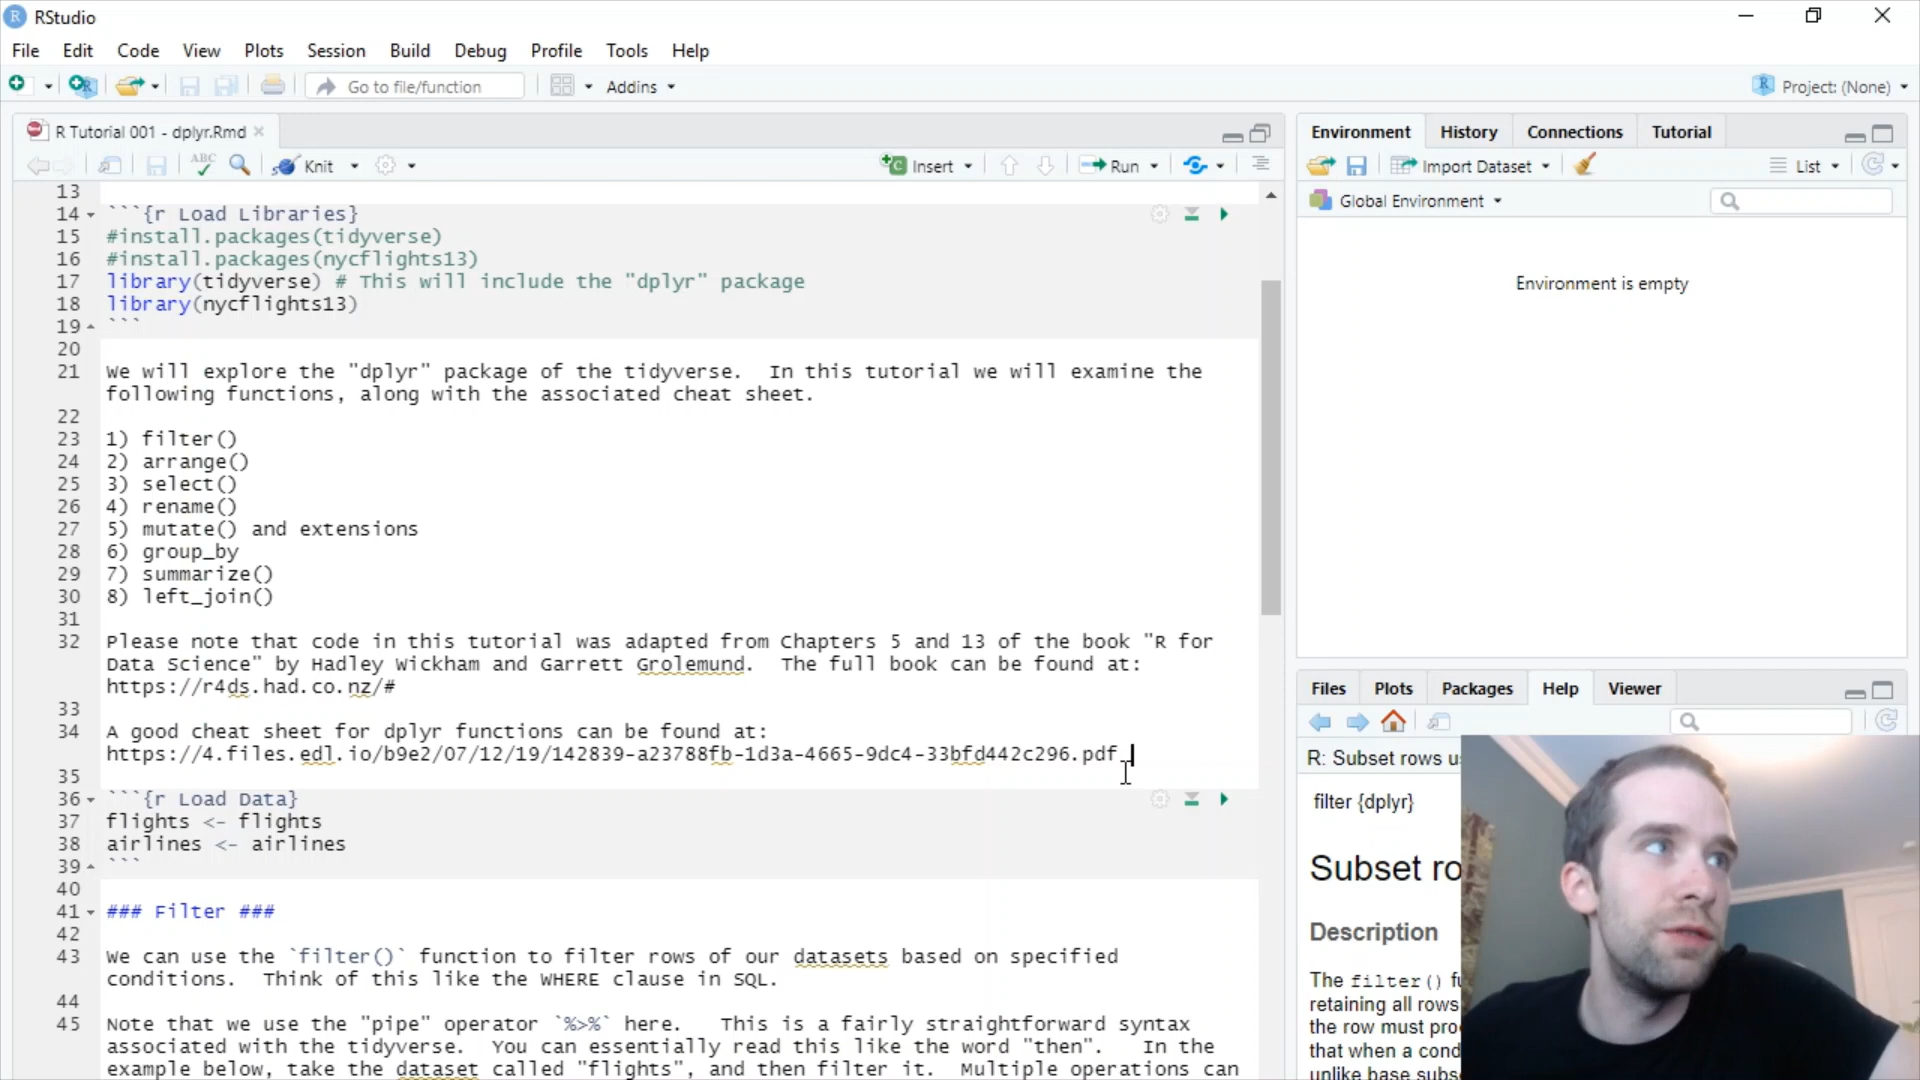 RStudio
File Edit Code View Plots Session Build Debug Profile Tools Help
Go to file/function Addins Project: (None)
R Tutorial 001 - dplyr.Rmd
ABC Knit Insert Run
13
14 ```{r Load Libraries}
15 #install.packages(tidyverse)
16 #install.packages(nycflights13)
17 library(tidyverse) # This will include the "dplyr" package
18 library(nycflights13)
19 ```
20
21 We will explore the "dplyr" package of the tidyverse.  In this tutorial we will examine the
following functions, along with the associated cheat sheet.
22
23 1) filter()
24 2) arrange()
25 3) select()
26 4) rename()
27 5) mutate() and extensions
28 6) group_by
29 7) summarize()
30 8) left_join()
31
32 Please note that code in this tutorial was adapted from Chapters 5 and 13 of the book "R for
Data Science" by Hadley Wickham and Garrett Grolemund.  The full book can be found at:
https://r4ds.had.co.nz/#
33
34 A good cheat sheet for dplyr functions can be found at:
https://4.files.edl.io/b9e2/07/12/19/142839-a23788fb-1d3a-4665-9dc4-33bfd442c296.pdf
35
36 ```{r Load Data}
37 flights <- flights
38 airlines <- airlines
39 ```
40
41 ### Filter ###
42
43 We can use the `filter()` function to filter rows of our datasets based on specified
conditions.  Think of this like the WHERE clause in SQL.
44
45 Note that we use the "pipe" operator `%>%` here.   This is a fairly straightforward syntax
associated with the tidyverse.  You can essentially read this like the word "then".   In the
example below, take the dataset called "flights", and then filter it.  Multiple operations can
Environment History Connections Tutorial
Import Dataset List
Global Environment
Environment is empty
Files Plots Packages Help Viewer
R: Subset rows
filter {dplyr}
Subset
Description
The filter()
retaining all rows
the row must
that when a
unlike base